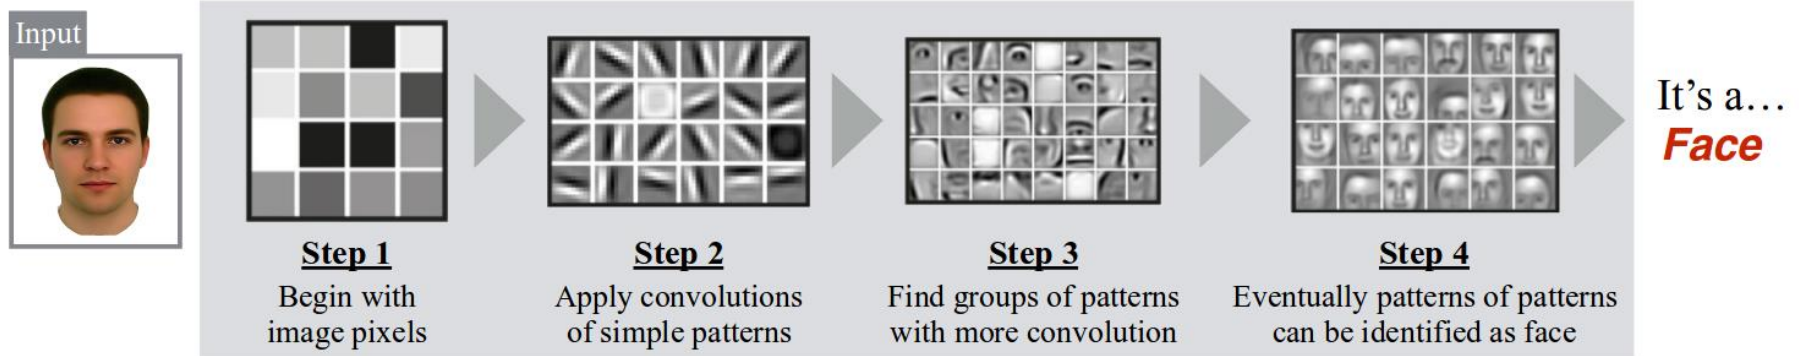 Input
Step 1
Begin with
image pixels
Step 2
Apply convolutions
of simple patterns
Step 3
Find groups of patterns
with more convolution
Step 4
Eventually patterns of patterns
can be identified as face
It’s a…
Face